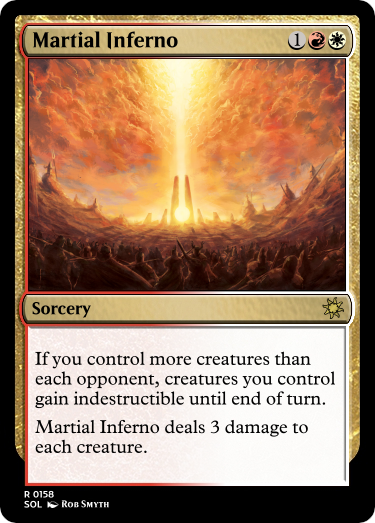 Martial Inferno 1
Sorcery
If you control more creatures than
each opponent, creatures you control
gain indestructible until end of turn.
Martial Inferno deals 3 damage to
each creature.
R 0158
SOL Rob Smyth